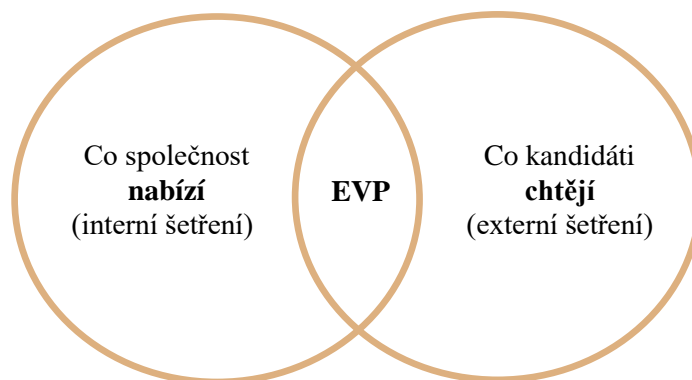 Co společnost
nabízí
(interní šetření)
EVP
Co kandidáti
chtějí
(externí šetření)